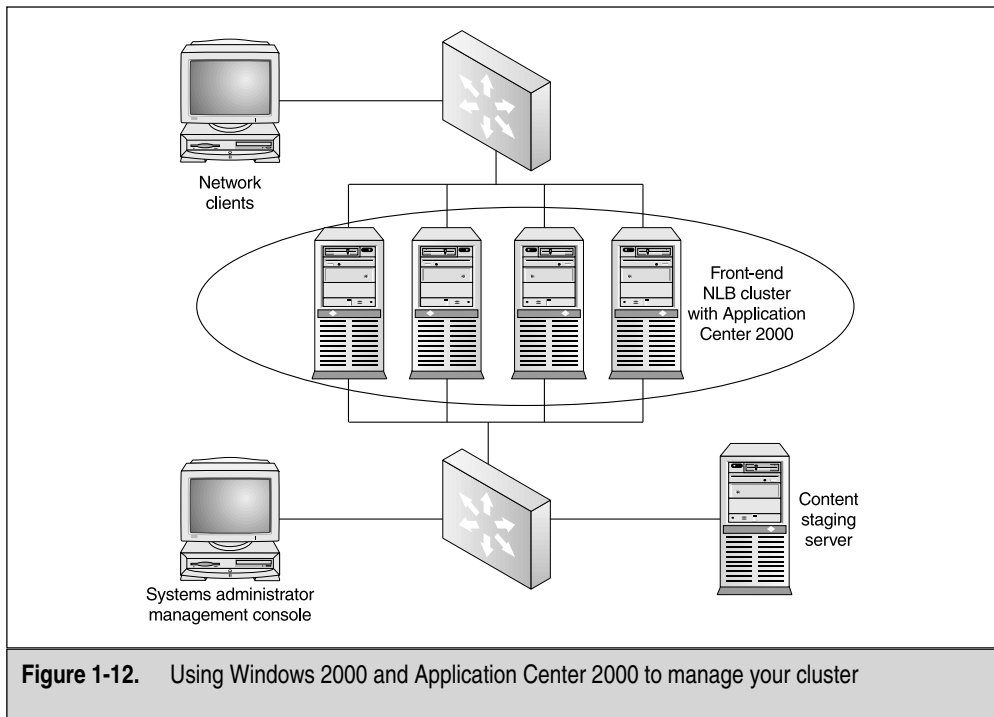 Network
clients
Front-end
NLB cluster
with Application
Center 2000
Content
staging
server
Systems administrator
management console
Figure 1-12. Using Windows 2000 and Application Center 2000 to manage your cluster